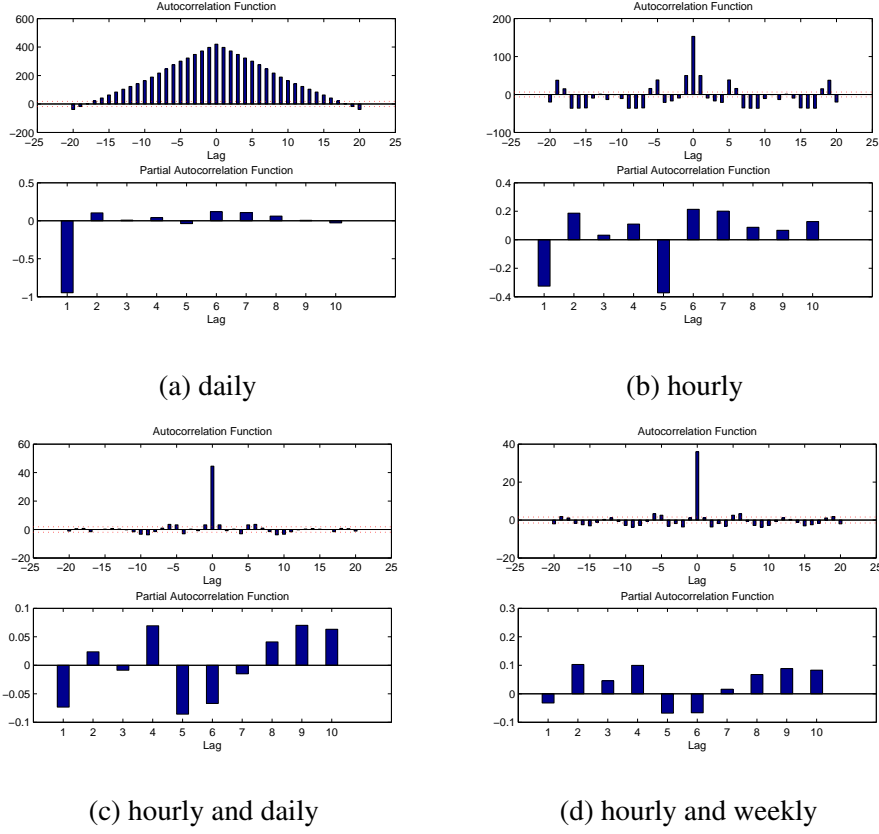 Autocorrelation Function
600
400
200
0
−200
−25 −20 −15 −10 −5 0 5 10 15 20 25
Lag
Partial Autocorrelation Function
0.5
0
−0.5
−1
1 2 3 4 5 6 7 8 9 10
Lag
(a) daily
Autocorrelation Function
200
100
0
−100
−25 −20 −15 −10 −5 0 5 10 15 20 25
Lag
Partial Autocorrelation Function
0.4
0.2
0
−0.2
−0.4
1 2 3 4 5 6 7 8 9 10
Lag
(b) hourly
Autocorrelation Function
60
40
20
0
−20
−25 −20 −15 −10 −5 0 5 10 15 20 25
Lag
Partial Autocorrelation Function
0.1
0.05
0
−0.05
−0.1
1 2 3 4 5 6 7 8 9 10
Lag
(c) hourly and daily
Autocorrelation Function
40
20
0
−20
−25 −20 −15 −10 −5 0 5 10 15 20 25
Lag
Partial Autocorrelation Function
0.3
0.2
0.1
0
−0.1
1 2 3 4 5 6 7 8 9 10
Lag
(d) hourly and weekly